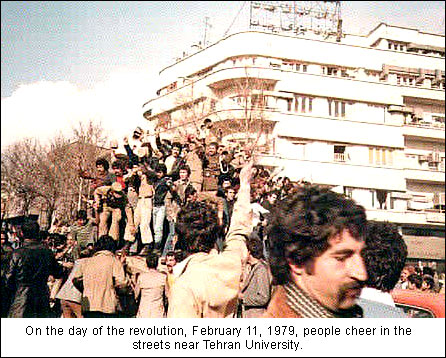 On the day of the revolution, February 11, 1979, people cheer in the
streets near Tehran University.